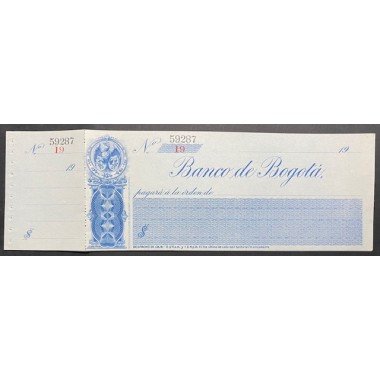 No. 59287
19
19
$
No. 59287
19
19
Banco de Bogotá.
pagará á la orden de
$